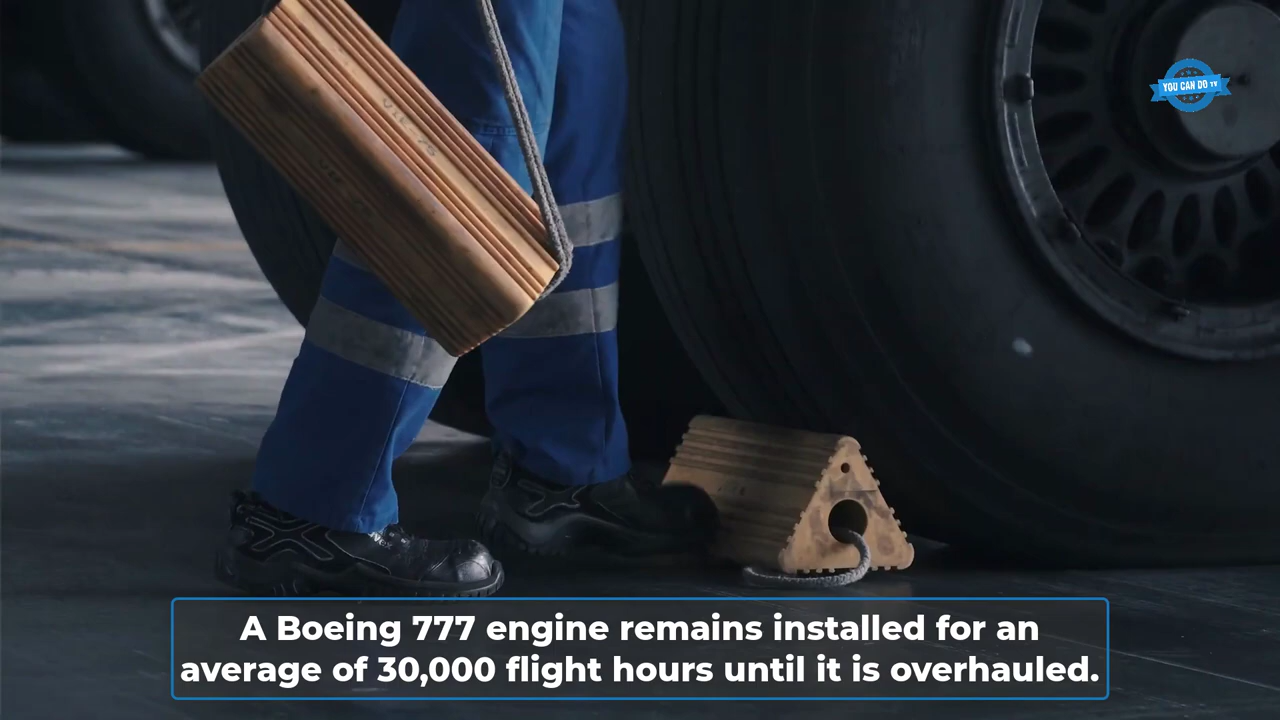 YOU CAN DO TV
A Boeing 777 engine remains installed for an
average of 30,000 flight hours until it is overhauled.